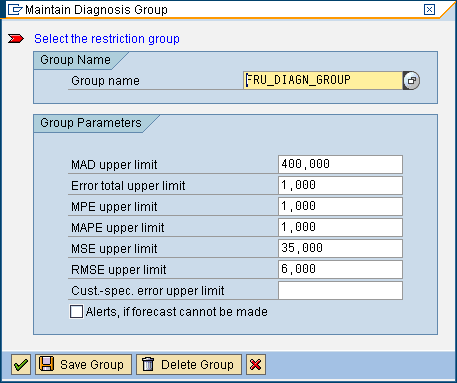 Maintain Diagnosis Group
Select the restriction group
Group Name
Group name FRU_DIAGN_GROUP
Group Parameters
MAD upper limit 400,000
Error total upper limit 1,000
MPE upper limit 1,000
MAPE upper limit 1,000
MSE upper limit 35,000
RMSE upper limit 6,000
Cust.-spec. error upper limit
Alerts, if forecast cannot be made
Save Group Delete Group